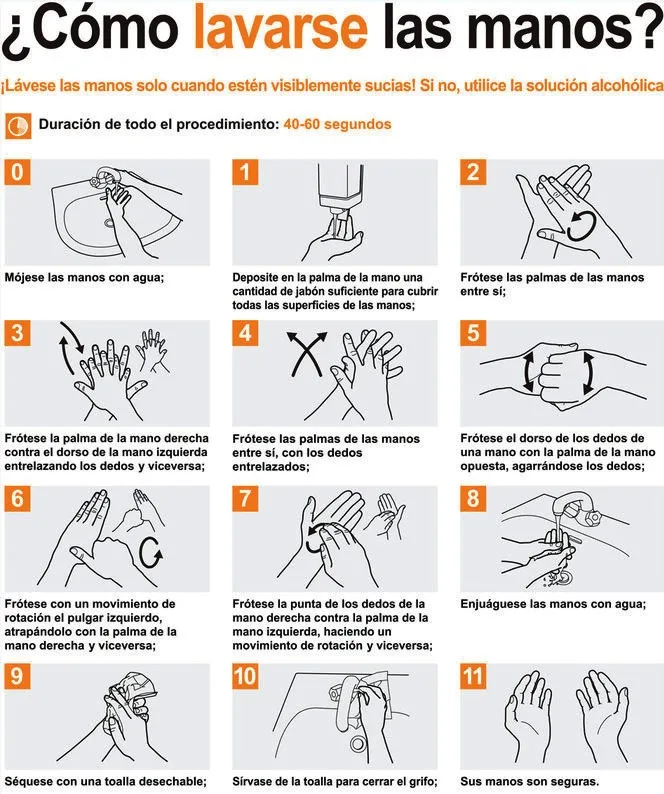 ¿Cómo lavarse las manos?
¡Lávese las manos solo cuando estén visiblemente sucias! Si no, utilice la solución alcohólica
Duración de todo el procedimiento: 40-60 segundos
0
Mójese las manos con agua;
1
Deposite en la palma de la mano una
cantidad de jabón suficiente para cubrir
todas las superficies de las manos;
2
Frótese las palmas de las manos
entre sí;
3
Frótese la palma de la mano derecha
contra el dorso de la mano izquierda
entrelazando los dedos y viceversa;
4
Frótese las palmas de las manos
entre sí, con los dedos
entrelazados;
5
Frótese el dorso de los dedos de
una mano con la palma de la mano
opuesta, agarrándose los dedos;
6
Frótese con un movimiento de
rotación el pulgar izquierdo,
atrapándolo con la palma de la
mano derecha y viceversa;
7
Frótese la punta de los dedos de la
mano derecha contra la palma de la
mano izquierda, haciendo un
movimiento de rotación y viceversa;
8
Enjuáguese las manos con agua;
9
Séquese con una toalla desechable;
10
Sírvase de la toalla para cerrar el grifo;
11
Sus manos son seguras.